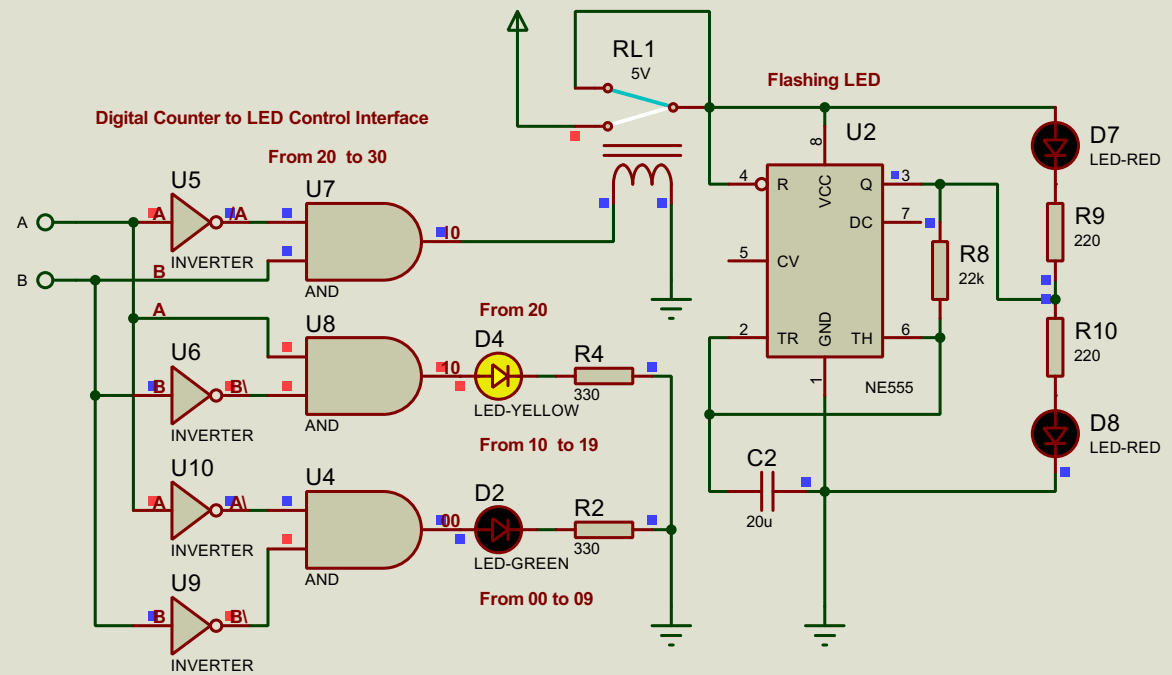 RL1
5V
Flashing LED
Digital Counter to LED Control Interface
From 20 to 30
U2
D7
LED-RED
8
VCC
4
R
Q
3
DC
7
5
CV
R9
220
R8
22k
2
TR
GND
TH
6
1
NE555
R10
220
D8
LED-RED
C2
20u
A
U5
A
/A
INVERTER
B
B
U7
10
AND
A
From 20
U8
U6
B
B\
INVERTER
10
AND
D4
LED-YELLOW
R4
330
From 10 to 19
U10
A
A\
INVERTER
U4
00
AND
D2
LED-GREEN
R2
330
From 00 to 09
U9
B
B\
INVERTER